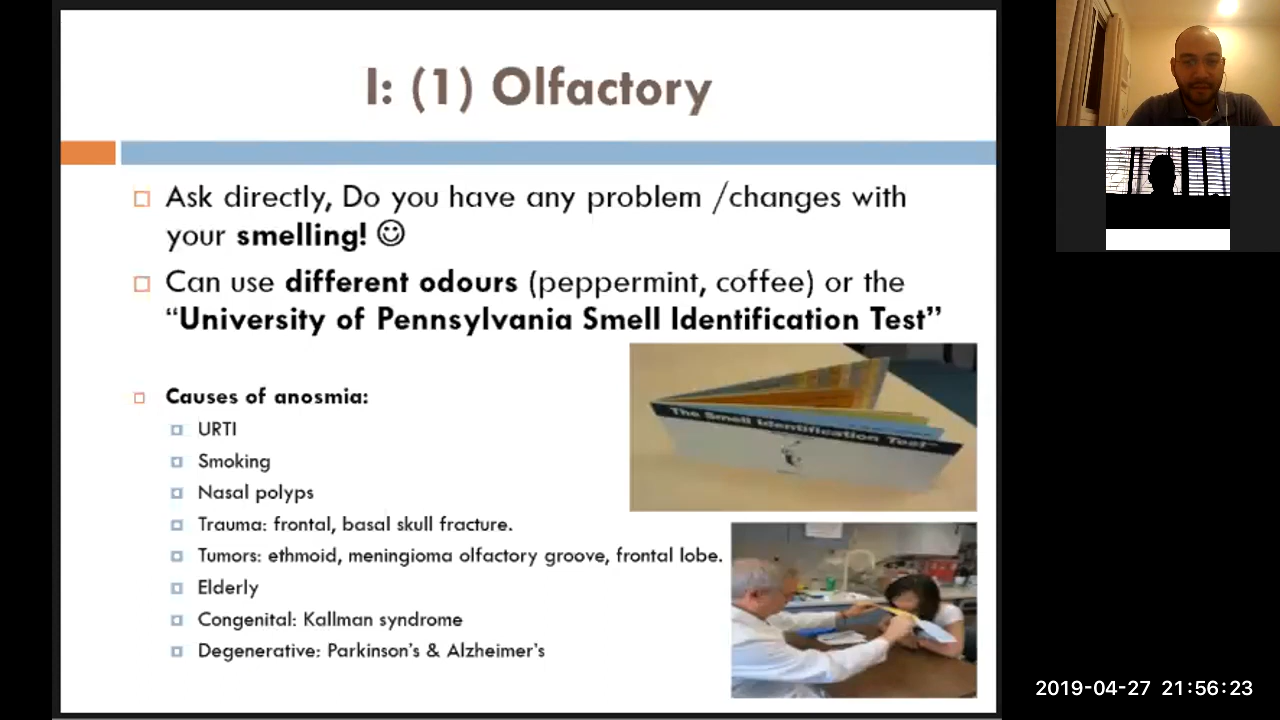 I: (1) Olfactory
Ask directly, Do you have any problem /changes with
your smelling! ☺
Can use different odours (peppermint, coffee) or the
“University of Pennsylvania Smell Identification Test”
Causes of anosmia:
URTI
Smoking
Nasal polyps
Trauma: frontal, basal skull fracture.
Tumors: ethmoid, meningioma olfactory groove, frontal lobe.
Elderly
Congenital: Kallman syndrome
Degenerative: Parkinson’s & Alzheimer’s
The Smell Identification Test™
2019-04-27 21:56:23